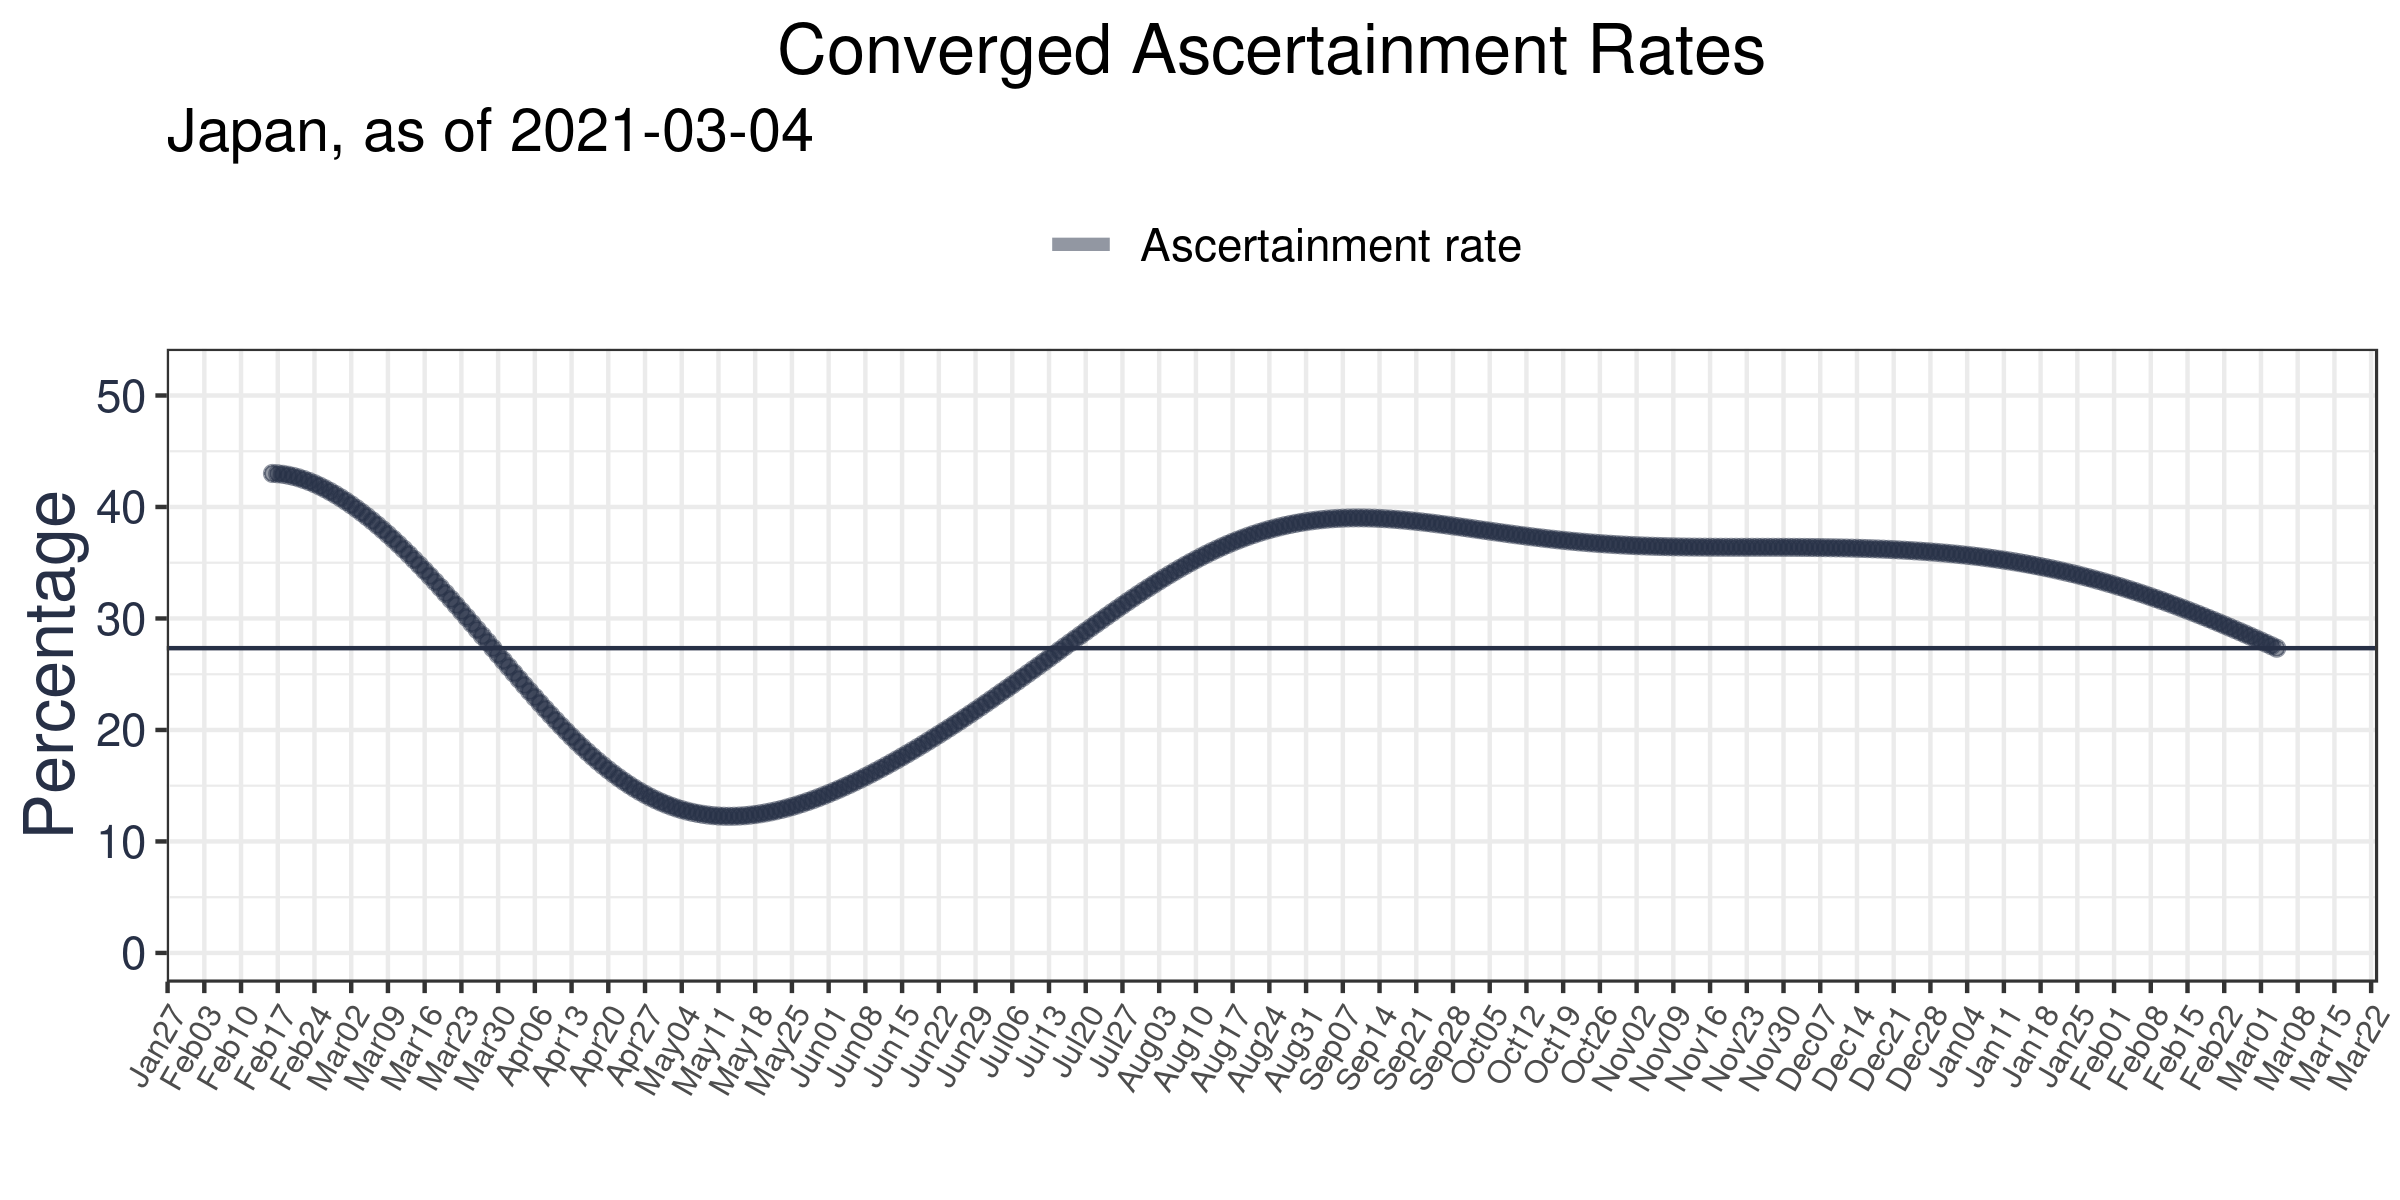 Converged Ascertainment Rates
Japan, as of 2021-03-04
Ascertainment rate
Percentage
50
40
30
20
10
0
Jan27 Feb03 Feb10 Feb17 Feb24 Mar02 Mar09 Mar16 Mar23 Mar30 Apr06 Apr13 Apr20 Apr27 May04 May11 May18 May25 Jun01 Jun08 Jun15 Jun22 Jun29 Jul06 Jul13 Jul20 Jul27 Aug03 Aug10 Aug17 Aug24 Aug31 Sep07 Sep14 Sep21 Sep28 Oct05 Oct12 Oct19 Oct26 Nov02 Nov09 Nov16 Nov23 Nov30 Dec07 Dec14 Dec21 Dec28 Jan04 Jan11 Jan18 Jan25 Feb01 Feb08 Feb15 Feb22 Mar01 Mar08 Mar15 Mar22